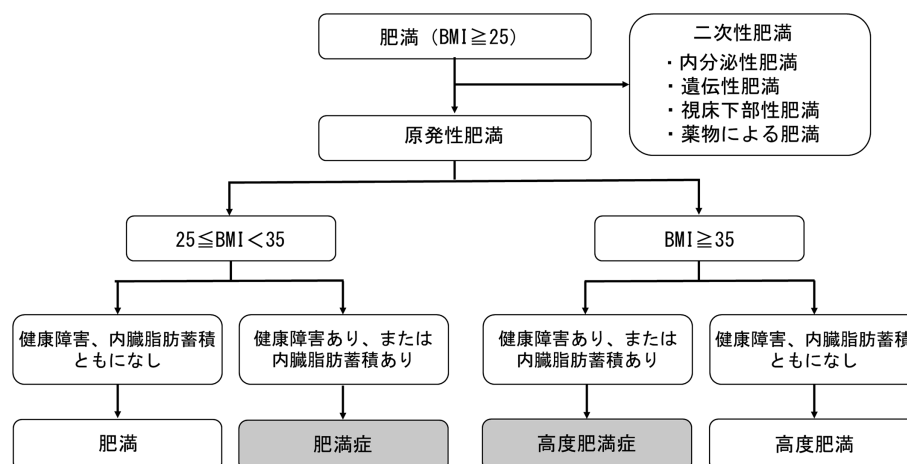 肥満（BMI≧25）
二次性肥満
・内分泌性肥満
・遺伝性肥満
・視床下部性肥満
・薬物による肥満
原発性肥満
25≦BMI＜35
BMI≧35
健康障害、内臓脂肪蓄積
ともになし
健康障害あり、または
内臓脂肪蓄積あり
健康障害あり、または
内臓脂肪蓄積あり
健康障害、内臓脂肪蓄積
ともになし
肥満
肥満症
高度肥満症
高度肥満